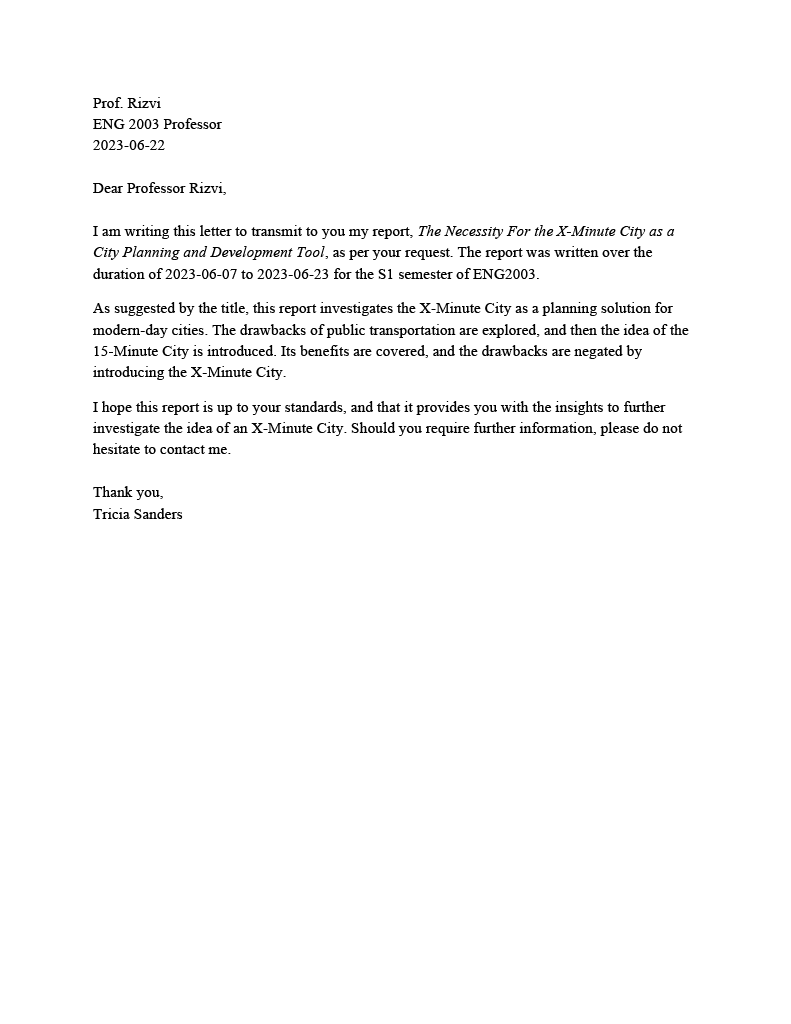 Prof. Rizvi
ENG 2003 Professor
2023-06-22
Dear Professor Rizvi,
I am writing this letter to transmit to you my report, The Necessity For the X-Minute City as a
City Planning and Development Tool, as per your request. The report was written over the
duration of 2023-06-07 to 2023-06-23 for the S1 semester of ENG2003.
As suggested by the title, this report investigates the X-Minute City as a planning solution for
modern-day cities. The drawbacks of public transportation are explored, and then the idea of the
15-Minute City is introduced. Its benefits are covered, and the drawbacks are negated by
introducing the X-Minute City.
I hope this report is up to your standards, and that it provides you with the insights to further
investigate the idea of an X-Minute City. Should you require further information, please do not
hesitate to contact me.
Thank you,
Tricia Sanders